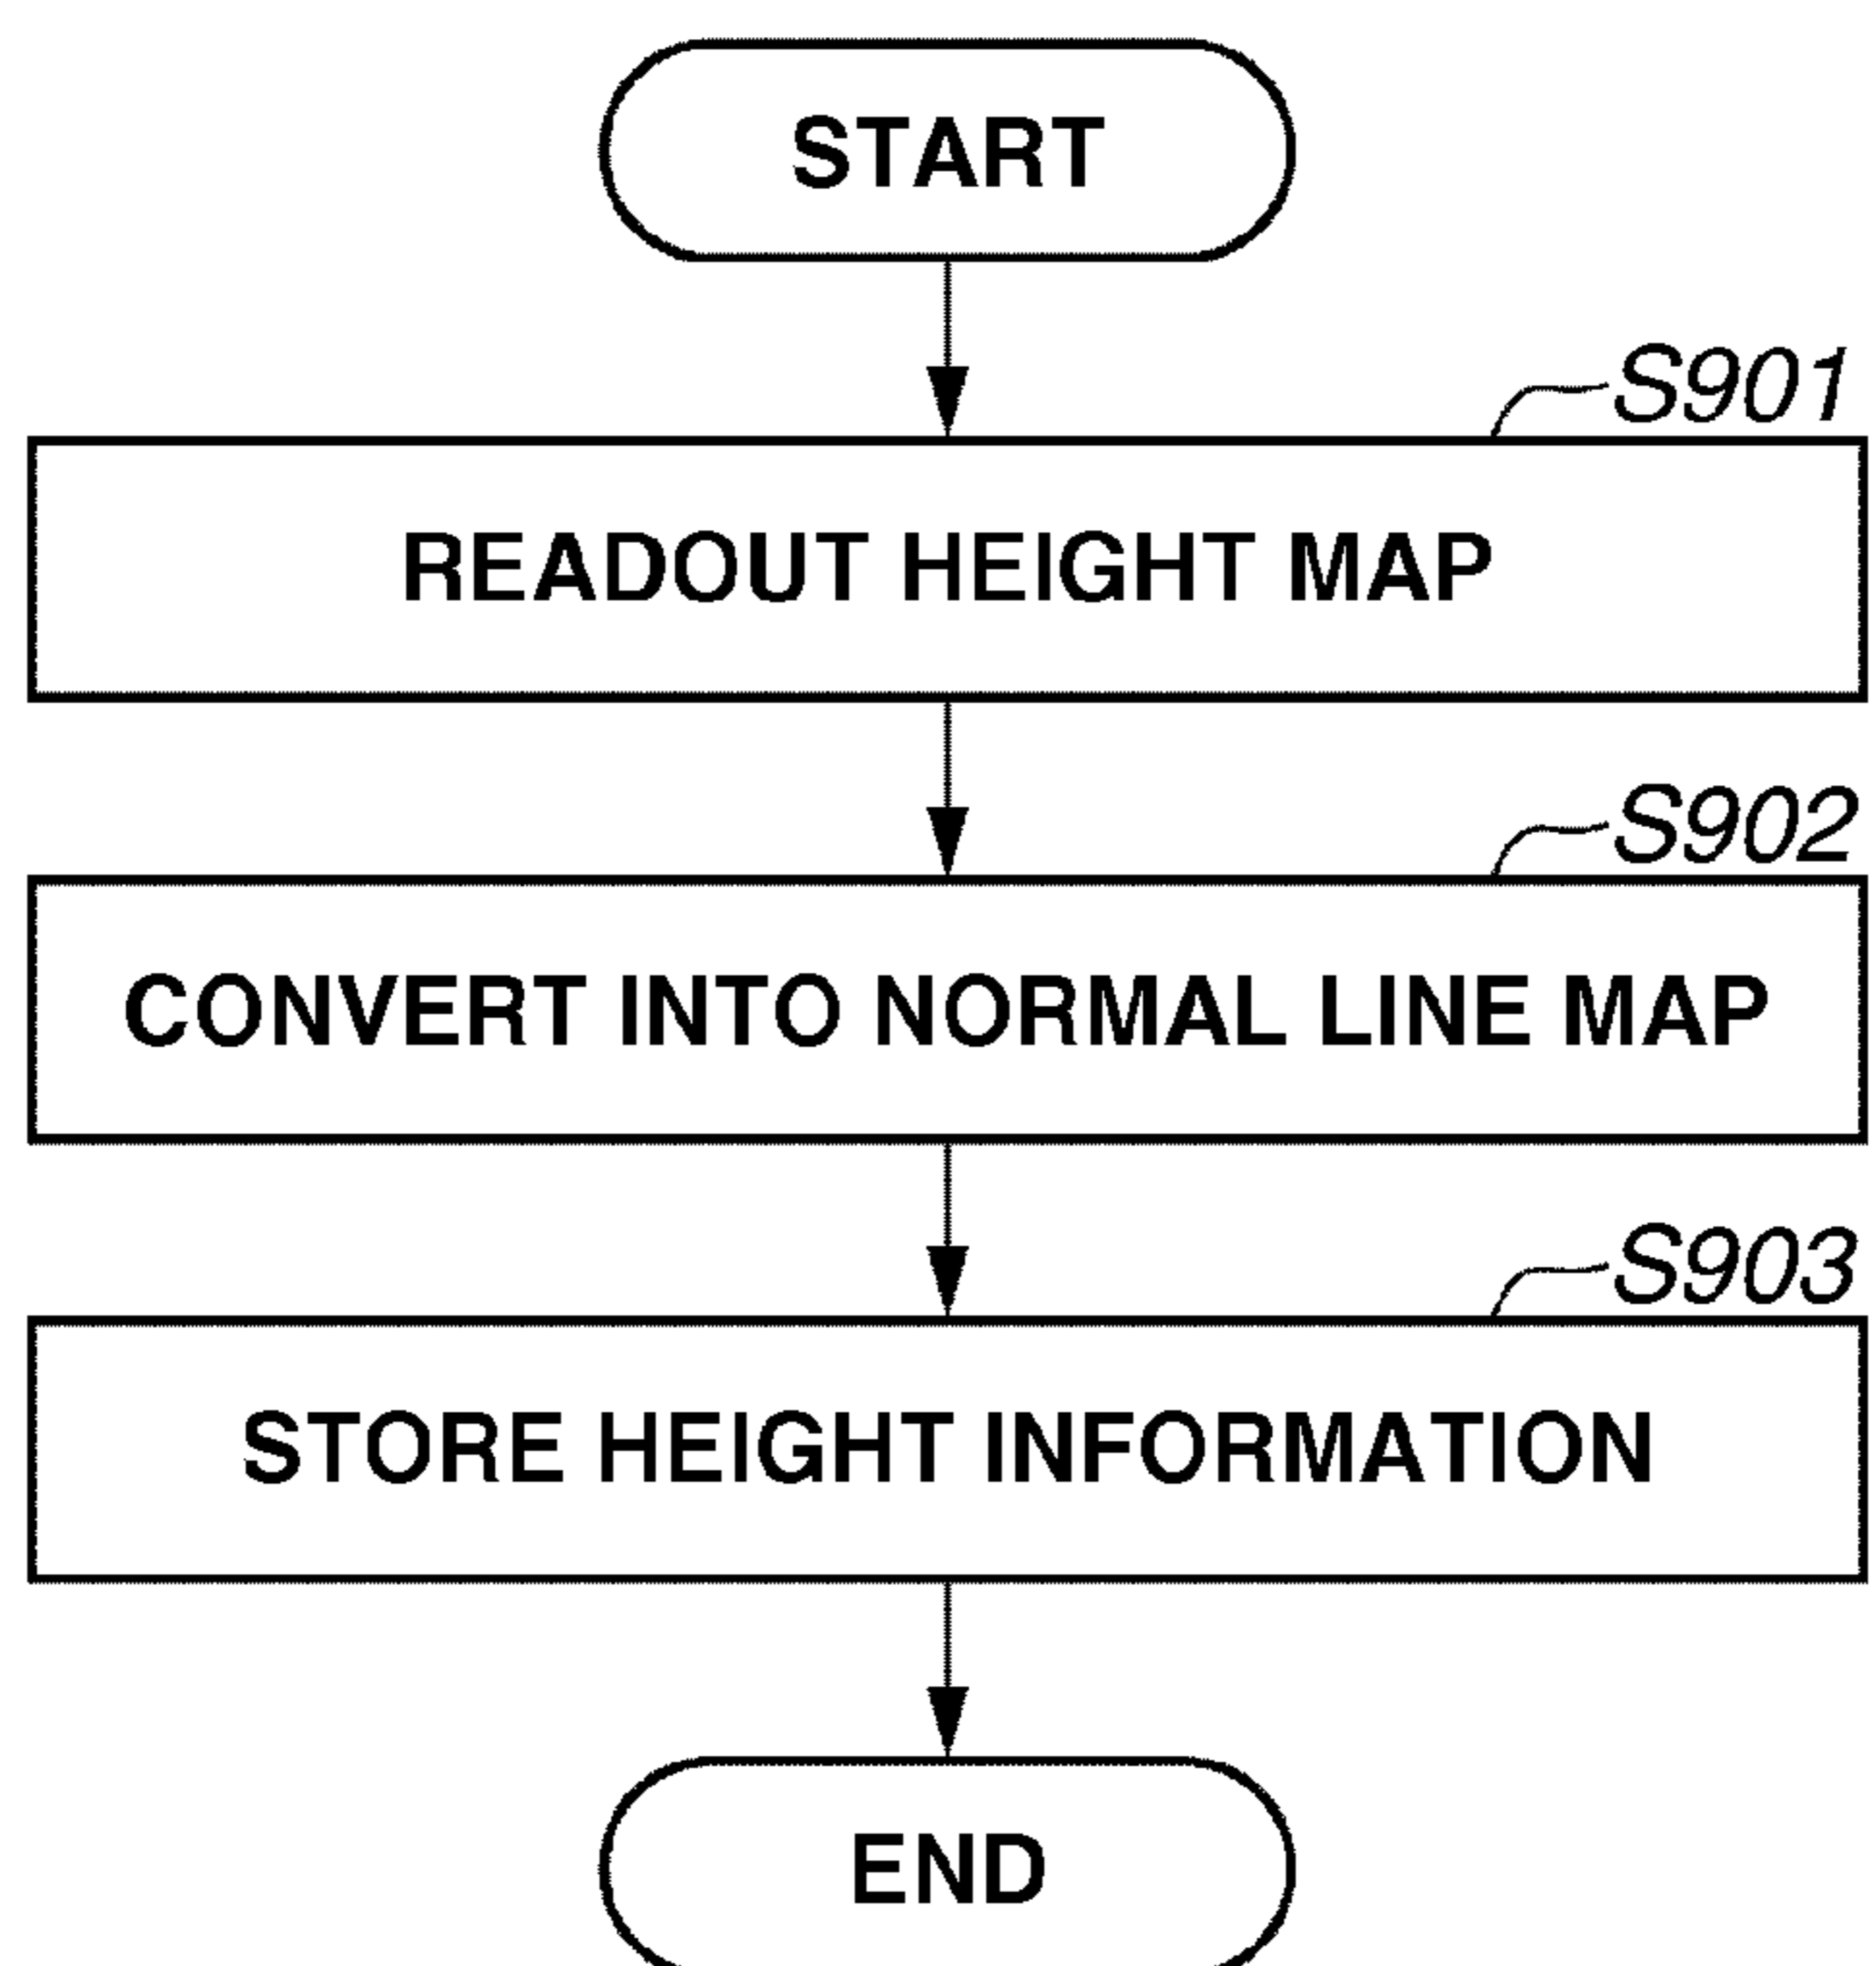 START
S901
READOUT HEIGHT MAP
S902
CONVERT INTO NORMAL LINE MAP
S903
STORE HEIGHT INFORMATION
END